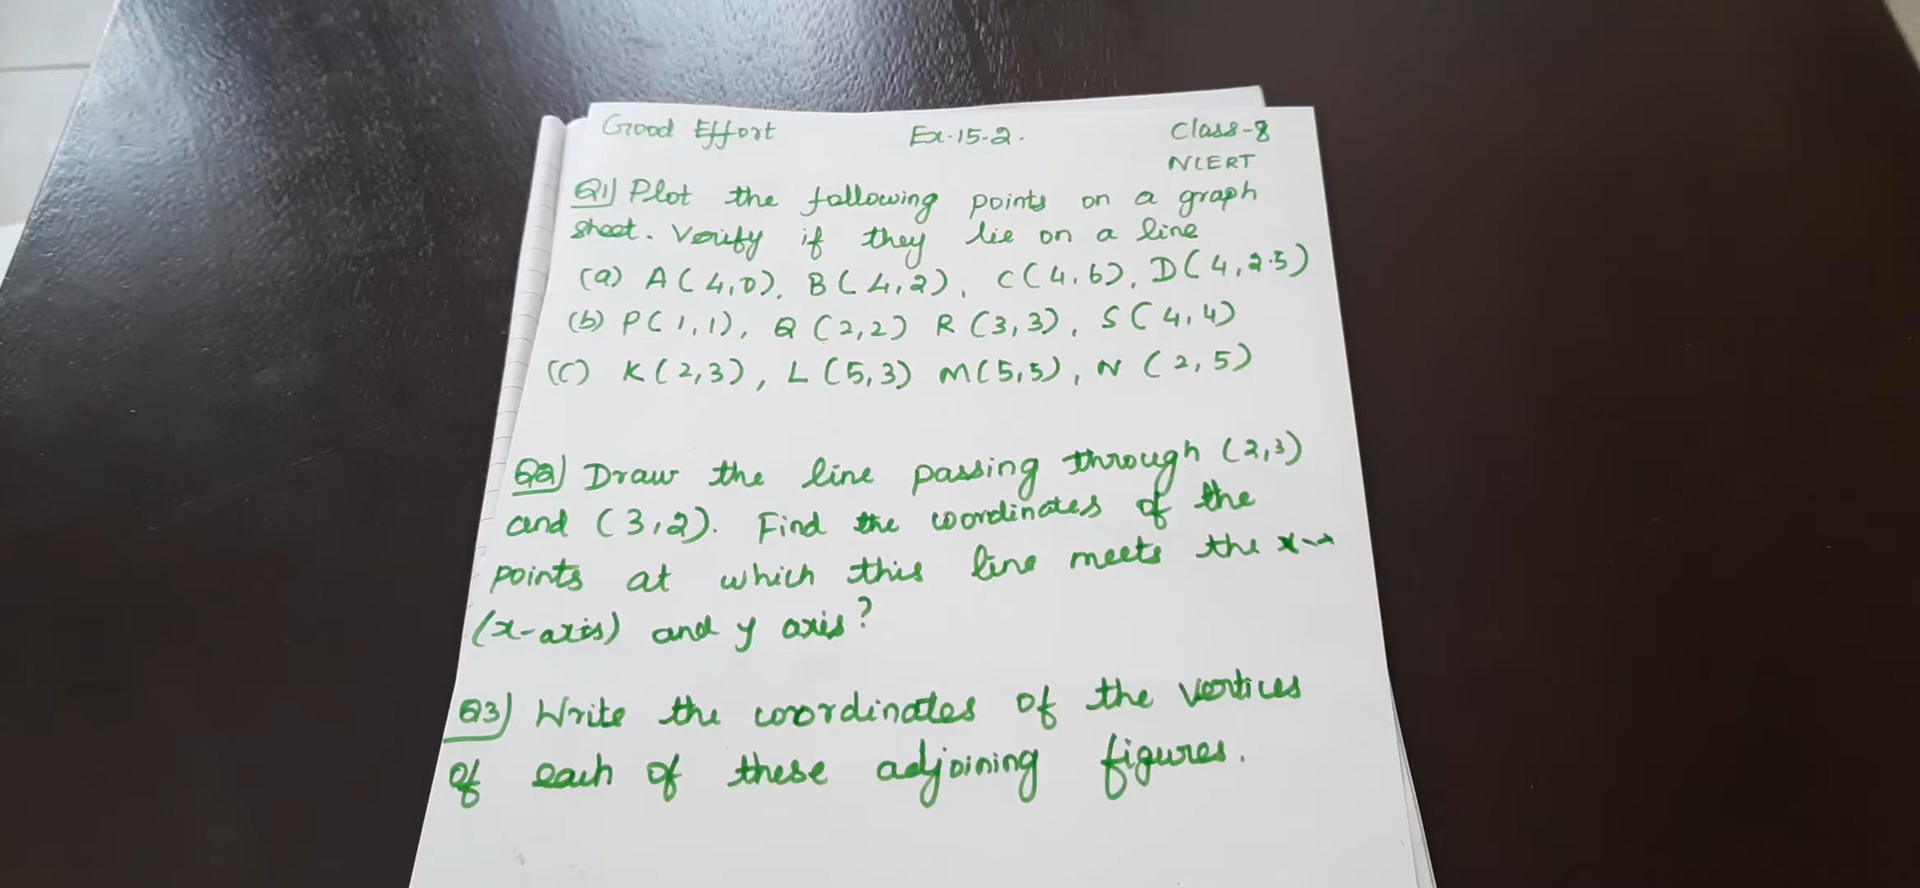 Good Effort Ex.15.2. Class-8
NCERT
Q1) Plot the following points on a graph
sheet. Verify if they lie on a line
(a) A(4,0), B(4,2), C(4,6), D(4,2.5)
(b) P(1,1), Q(2,2) R(3,3), S(4,4)
(c) K(2,3), L(5,3) M(5,5), N(2,5)
Q2) Draw the line passing through (2,3)
and (3,2). Find the coordinates of the
points at which this line meets the x-
(x-axis) and y axis?
Q3) Write the coordinates of the vertices
of each of these adjoining figures.